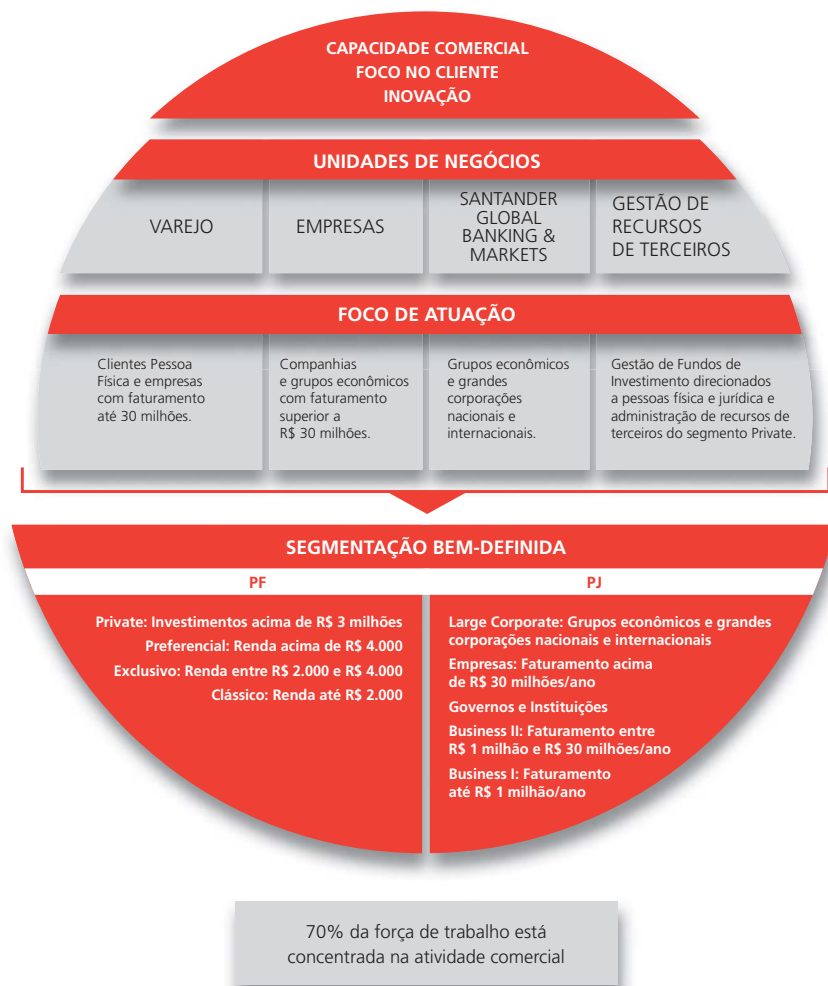 CAPACIDADE COMERCIAL
FOCO NO CLIENTE
INOVAÇÃO
UNIDADES DE NEGÓCIOS
VAREJO
EMPRESAS
SANTANDER
GLOBAL
BANKING &
MARKETS
GESTÃO DE
RECURSOS
DE TERCEIROS
FOCO DE ATUAÇÃO
Clientes Pessoa
Física e empresas
com faturamento
até 30 milhões.
Companhias
e grupos econômicos
com faturamento
superior a
R$ 30 milhões.
Grupos econômicos
e grandes
corporações
nacionais e
internacionais.
Gestão de Fundos de
Investimento direcionados
a pessoas física e jurídica e
administração de recursos de
terceiros do segmento Private.
SEGMENTAÇÃO BEM-DEFINIDA
PF
Private: Investimentos acima de R$ 3 milhões
Preferencial: Renda acima de R$ 4.000
Exclusivo: Renda entre R$ 2.000 e R$ 4.000
Clássico: Renda até R$ 2.000
PJ
Large Corporate: Grupos econômicos e grandes
corporações nacionais e internacionais
Empresas: Faturamento acima
de R$ 30 milhões/ano
Governos e Instituições
Business II: Faturamento entre
R$ 1 milhão e R$ 30 milhões/ano
Business I: Faturamento
até R$ 1 milhão/ano
70% da força de trabalho está
concentrada na atividade comercial